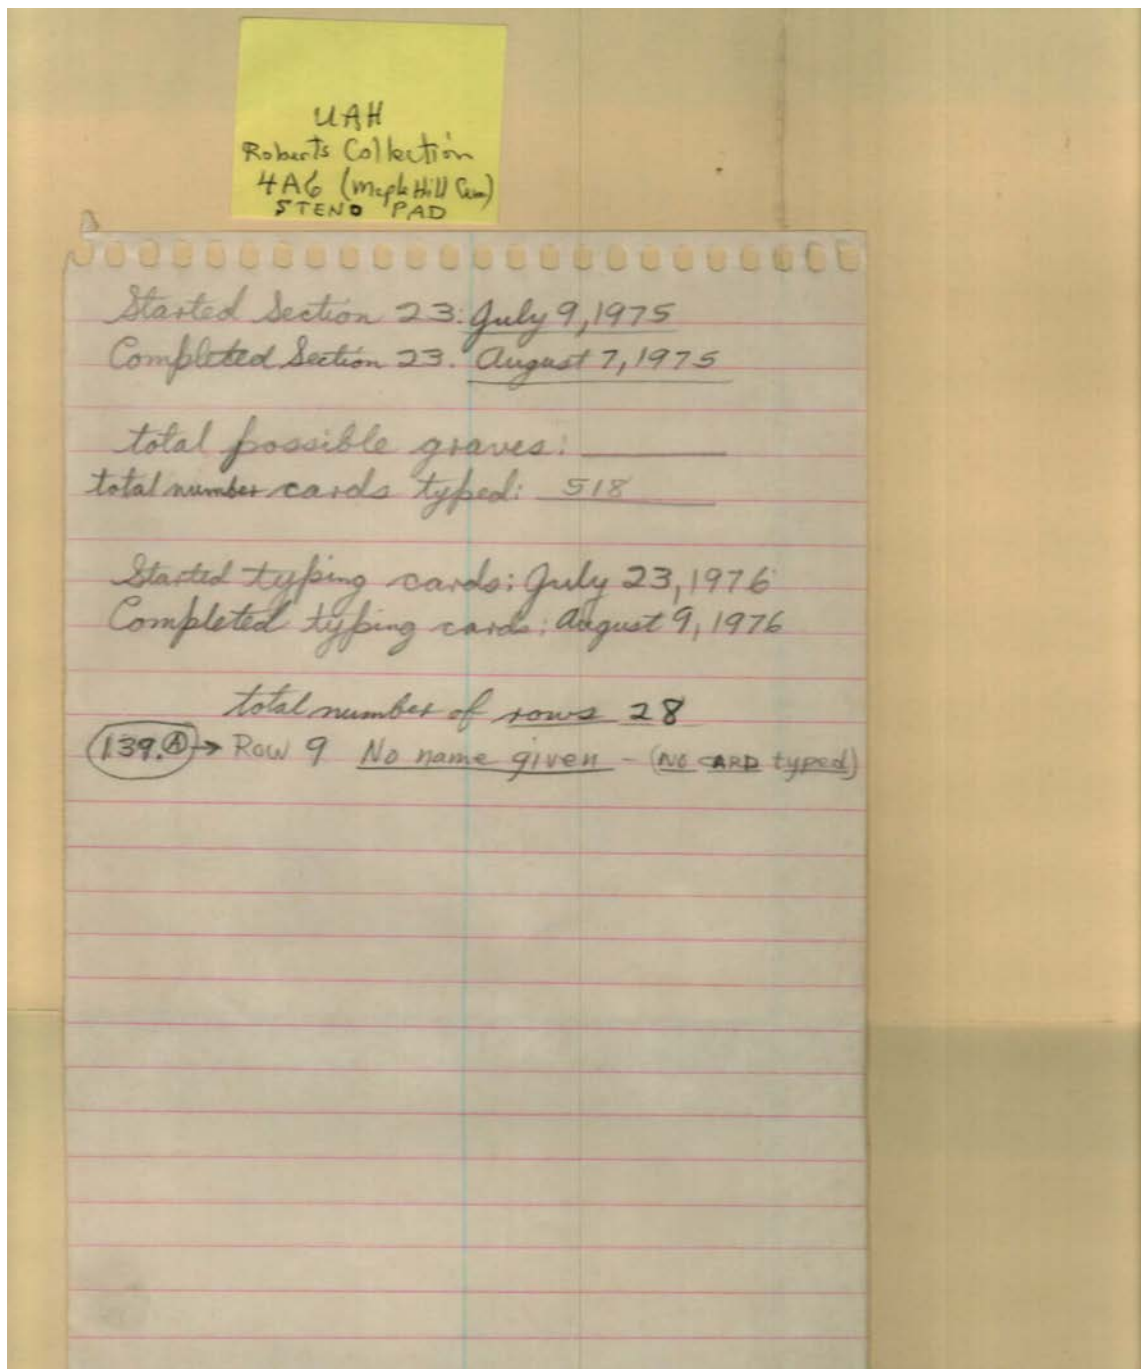 UAH
Roberts Collection
4A6 (Maple Hill Cem)
STENO PAD
Started Section 23: July 9, 1975
Completed Section 23. August 7, 1975
total possible graves: ______
total number cards typed: 518
Started typing cards: July 23, 1976
Completed typing cards: August 9, 1976
total number of rows 28
139.Ⓐ → Row 9 No name given - (NO CARD typed)